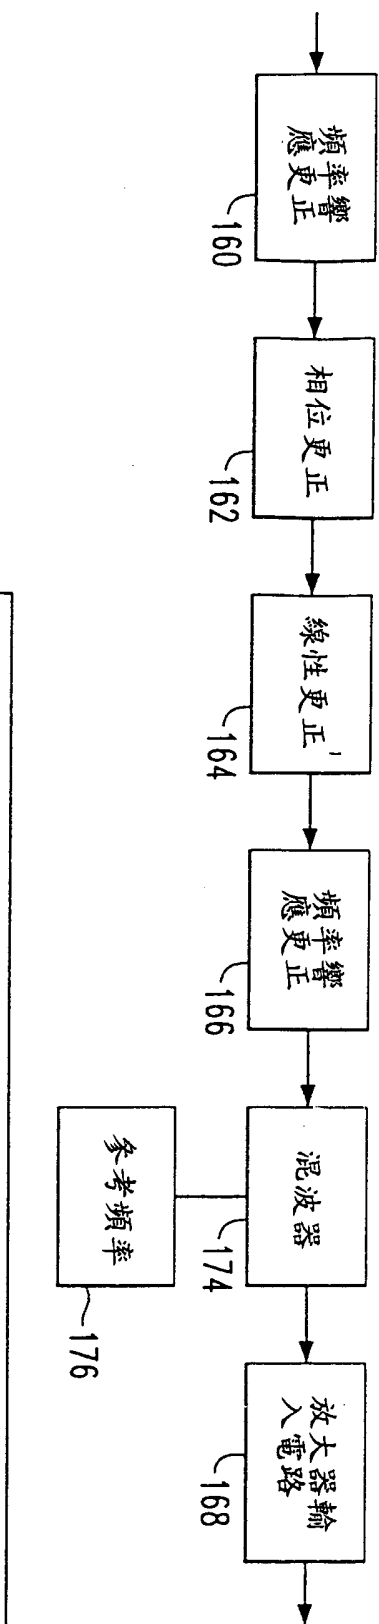 頻率響
應更正
160
相位更正
162
線性更正
164
頻率響
應更正
166
混波器
174
參考頻率
176
放大器輸
入電路
168